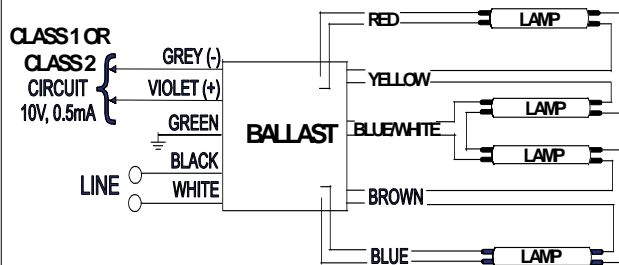 RED
LAMP
CLASS 1 OR
CLASS 2
CIRCUIT
10V, 0.5mA
GREY (-)
VIOLET (+)
GREEN
BLACK
WHITE
LINE
BALLAST
YELLOW
BLUE/WHITE
LAMP
LAMP
BROWN
BLUE
LAMP